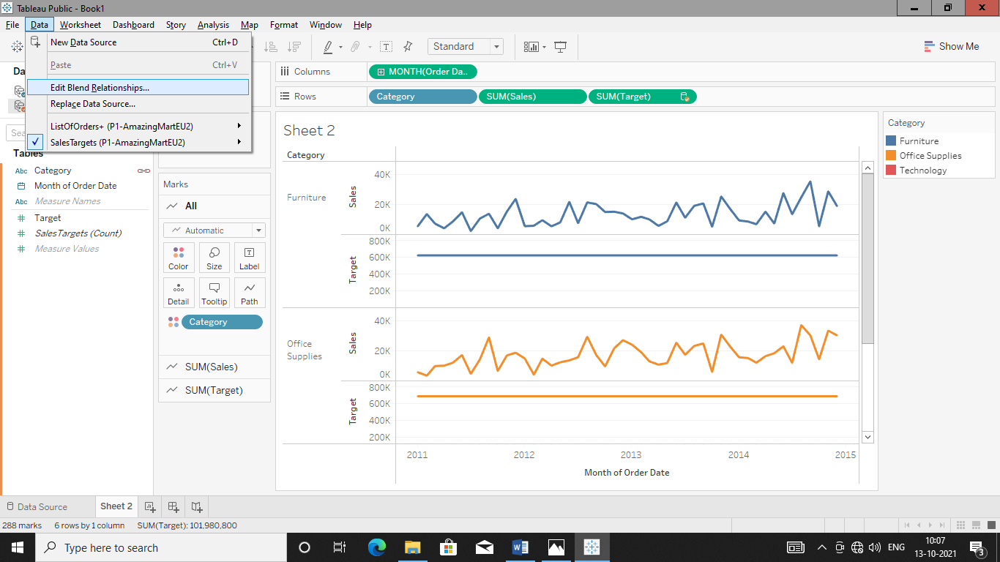 Tableau Public - Book1
File Data Worksheet Dashboard Story Analysis Map Format Window Help
New Data Source Ctrl+D
Paste Ctrl+V
Edit Blend Relationships...
Replace Data Source...
ListOfOrders+ (P1-AmazingMartEU2)
SalesTargets (P1-AmazingMartEU2)
Standard
Show Me
Da
Sea
Tables
Abc Category
Month of Order Date
Abc Measure Names
# Target
# SalesTargets (Count)
# Measure Values
Marks
All
Automatic
Color Size Label
Detail Tooltip Path
Category
SUM(Sales)
SUM(Target)
Columns MONTH(Order Da..
Rows Category SUM(Sales) SUM(Target)
Sheet 2
Category
Furniture
Sales
40K
20K
0K
Target
800K
600K
400K
200K
Office
Supplies
Sales
40K
20K
0K
Target
800K
600K
400K
200K
2011 2012 2013 2014 2015
Month of Order Date
Category
Furniture
Office Supplies
Technology
Data Source Sheet 2
288 marks 6 rows by 1 column SUM(Target): 101,980,800
Type here to search
ENG
10:07
13-10-2021
3